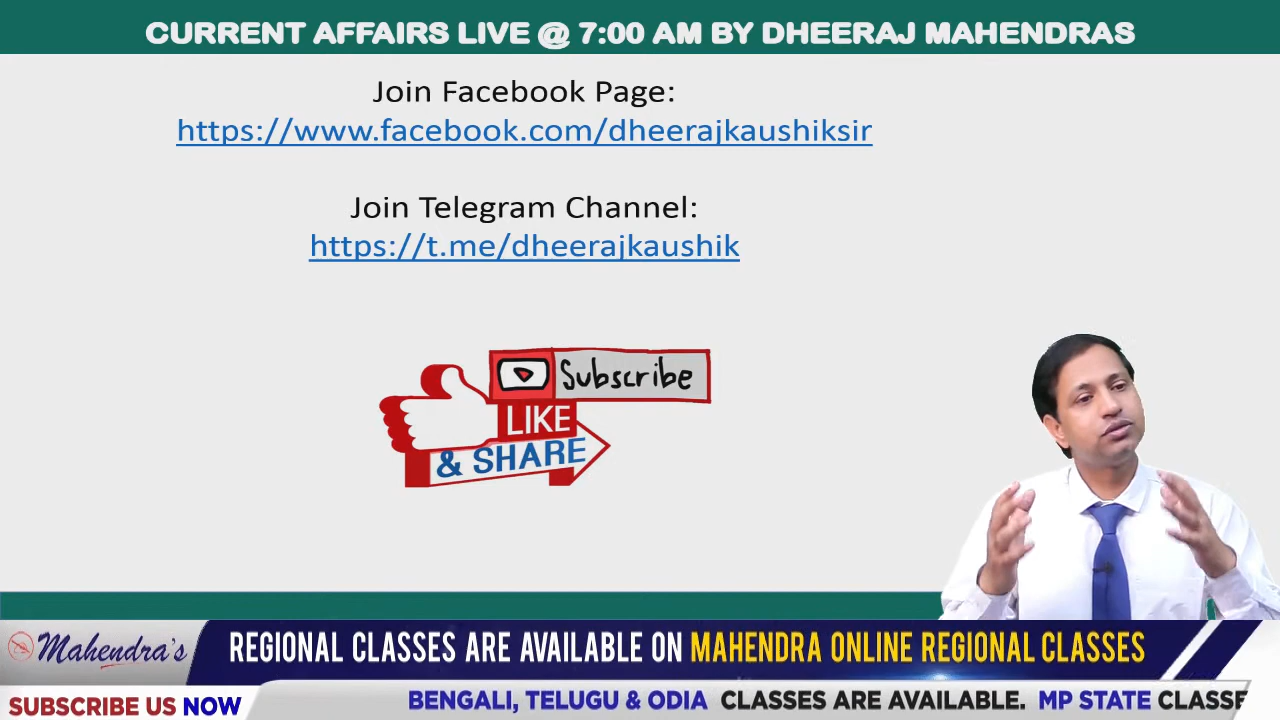 CURRENT AFFAIRS LIVE @ 7:00 AM BY DHEERAJ MAHENDRAS
Join Facebook Page:
https://www.facebook.com/dheerajkaushiksir
Join Telegram Channel:
https://t.me/dheerajkaushik
Subscribe
LIKE
& SHARE
Mahendra's
REGIONAL CLASSES ARE AVAILABLE ON MAHENDRA ONLINE REGIONAL CLASSES
SUBSCRIBE US NOW
BENGALI, TELUGU & ODIA CLASSES ARE AVAILABLE. MP STATE CLASSE